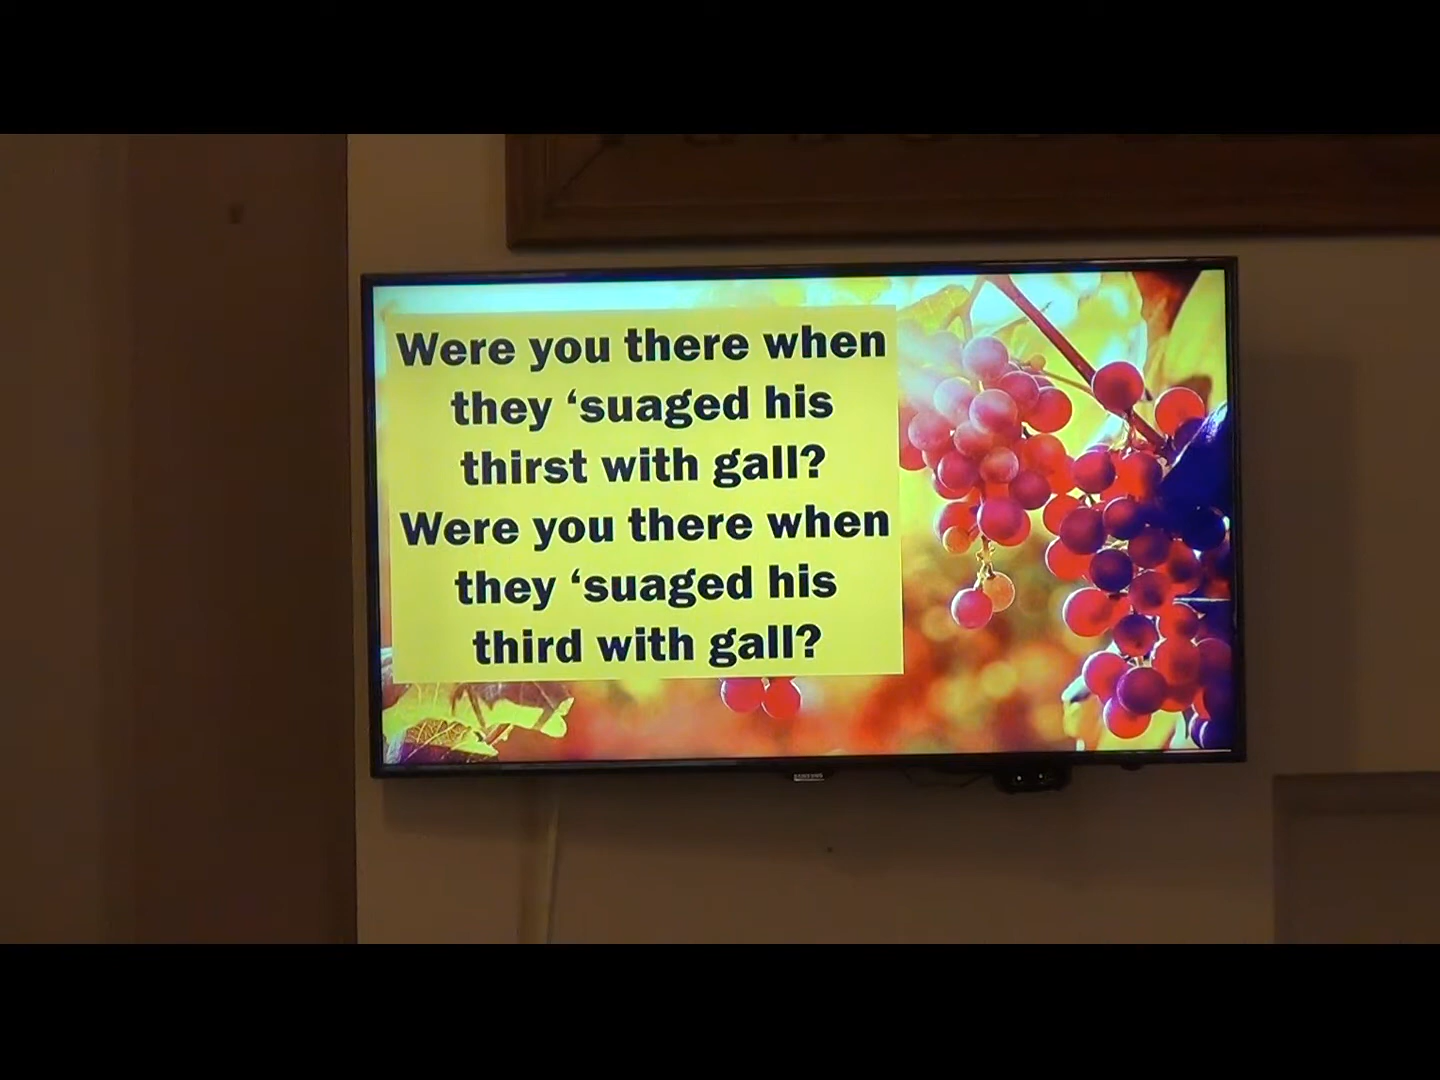 Were you there when
they ‘suaged his
thirst with gall?
Were you there when
they ‘suaged his
third with gall?
SAMSUNG